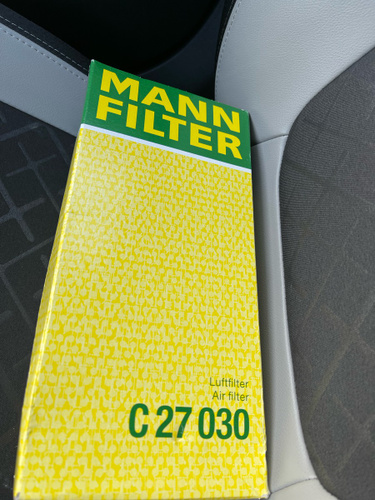 MANN
FILTER
Luftfilter
Air filter
C 27 030